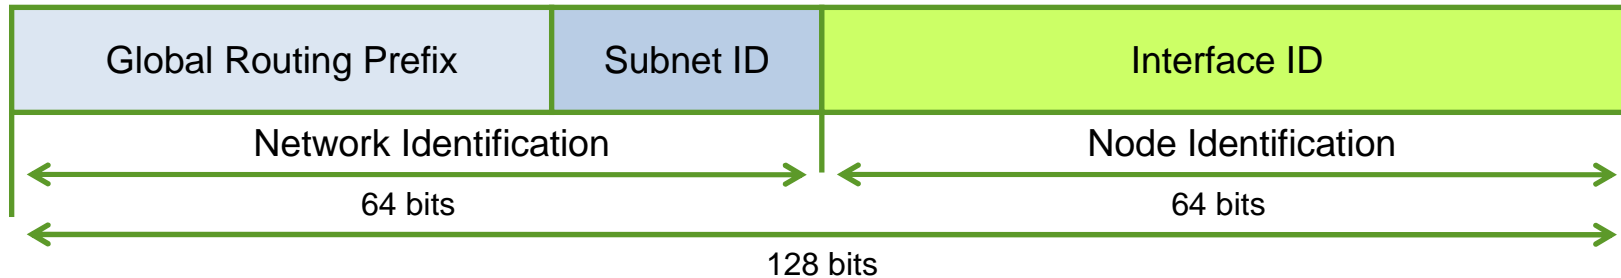 Global Routing Prefix Subnet ID Interface ID
Network Identification Node Identification
64 bits 64 bits
128 bits